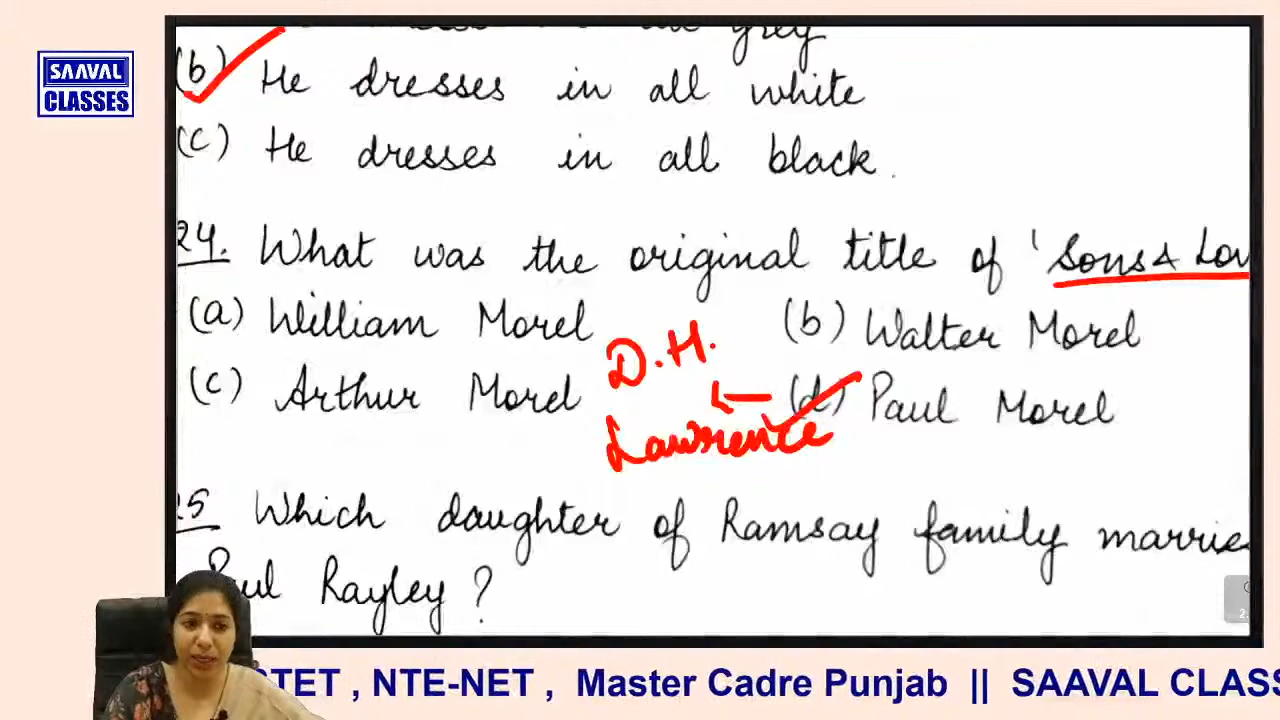 SAAVAL
CLASSES
grey
(b) He dresses in all white
(c) He dresses in all black.
24. What was the original title of 'Sons & Lov
(a) William Morel (b) Walter Morel
D.H.
(c) Arthur Morel (d) Paul Morel
Lawrence
25 Which daughter of Ramsay family marrie
Paul Rayley?
STET , NTE-NET , Master Cadre Punjab || SAAVAL CLASS